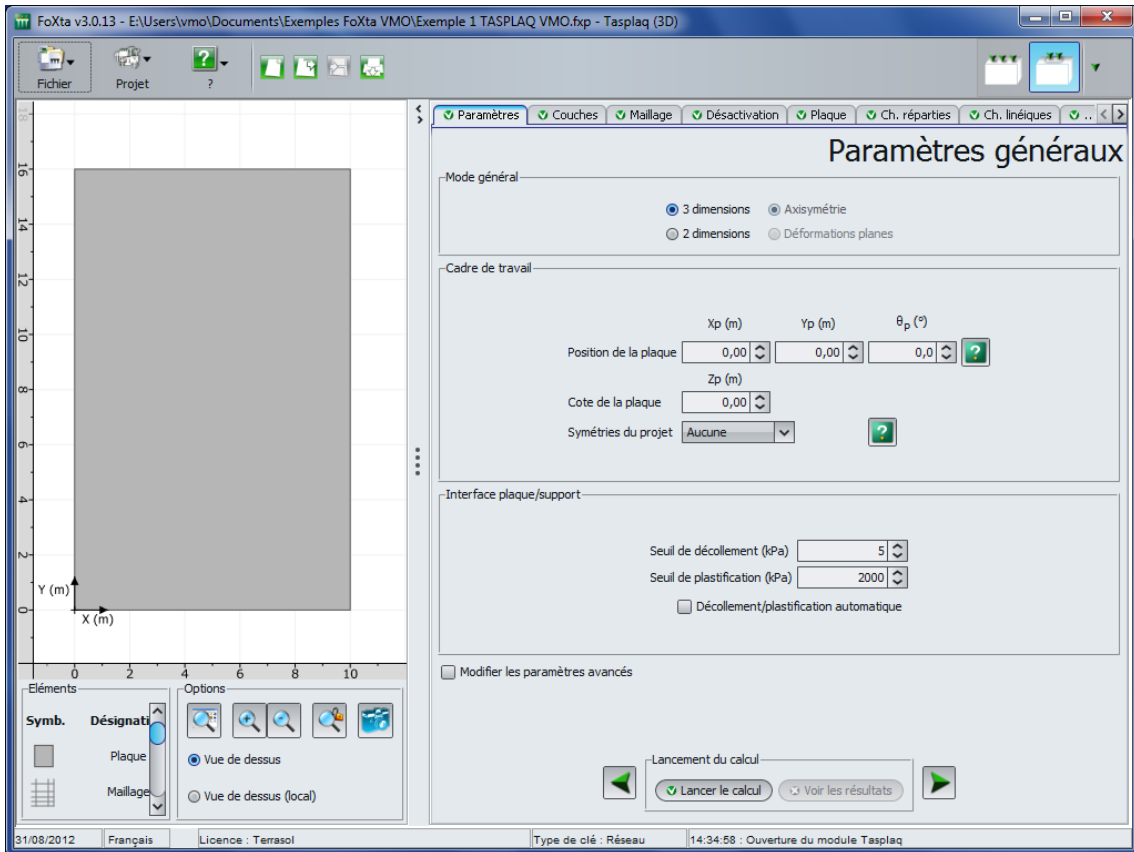 FoXta v3.0.13 - E:\Users\vmo\Documents\Exemples FoXta VMO\Exemple 1 TASPLAQ VMO.fxp - Tasplaq (3D)
Fichier
Projet
?
Paramètres
Couches
Maillage
Désactivation
Plaque
Ch. réparties
Ch. linéiques
..
Paramètres généraux
Mode général
3 dimensions
Axisymétrie
2 dimensions
Déformations planes
Cadre de travail
Xp (m)
Yp (m)
θp (°)
Position de la plaque
0,00
0,00
0,0
Zp (m)
Cote de la plaque
0,00
Symétries du projet
Aucune
Interface plaque/support
Seuil de décollement (kPa)
5
Seuil de plastification (kPa)
2000
Décollement/plastification automatique
Modifier les paramètres avancés
Lancement du calcul
Lancer le calcul
Voir les résultats
18
16
14
12
10
8
6
4
2
0
Y (m)
X (m)
0 2 4 6 8 10
Eléments
Symb.
Désignati
Plaque
Maillage
Options
Vue de dessus
Vue de dessus (local)
31/08/2012
Français
Licence : Terrasol
Type de clé : Réseau
14:34:58 : Ouverture du module Tasplaq